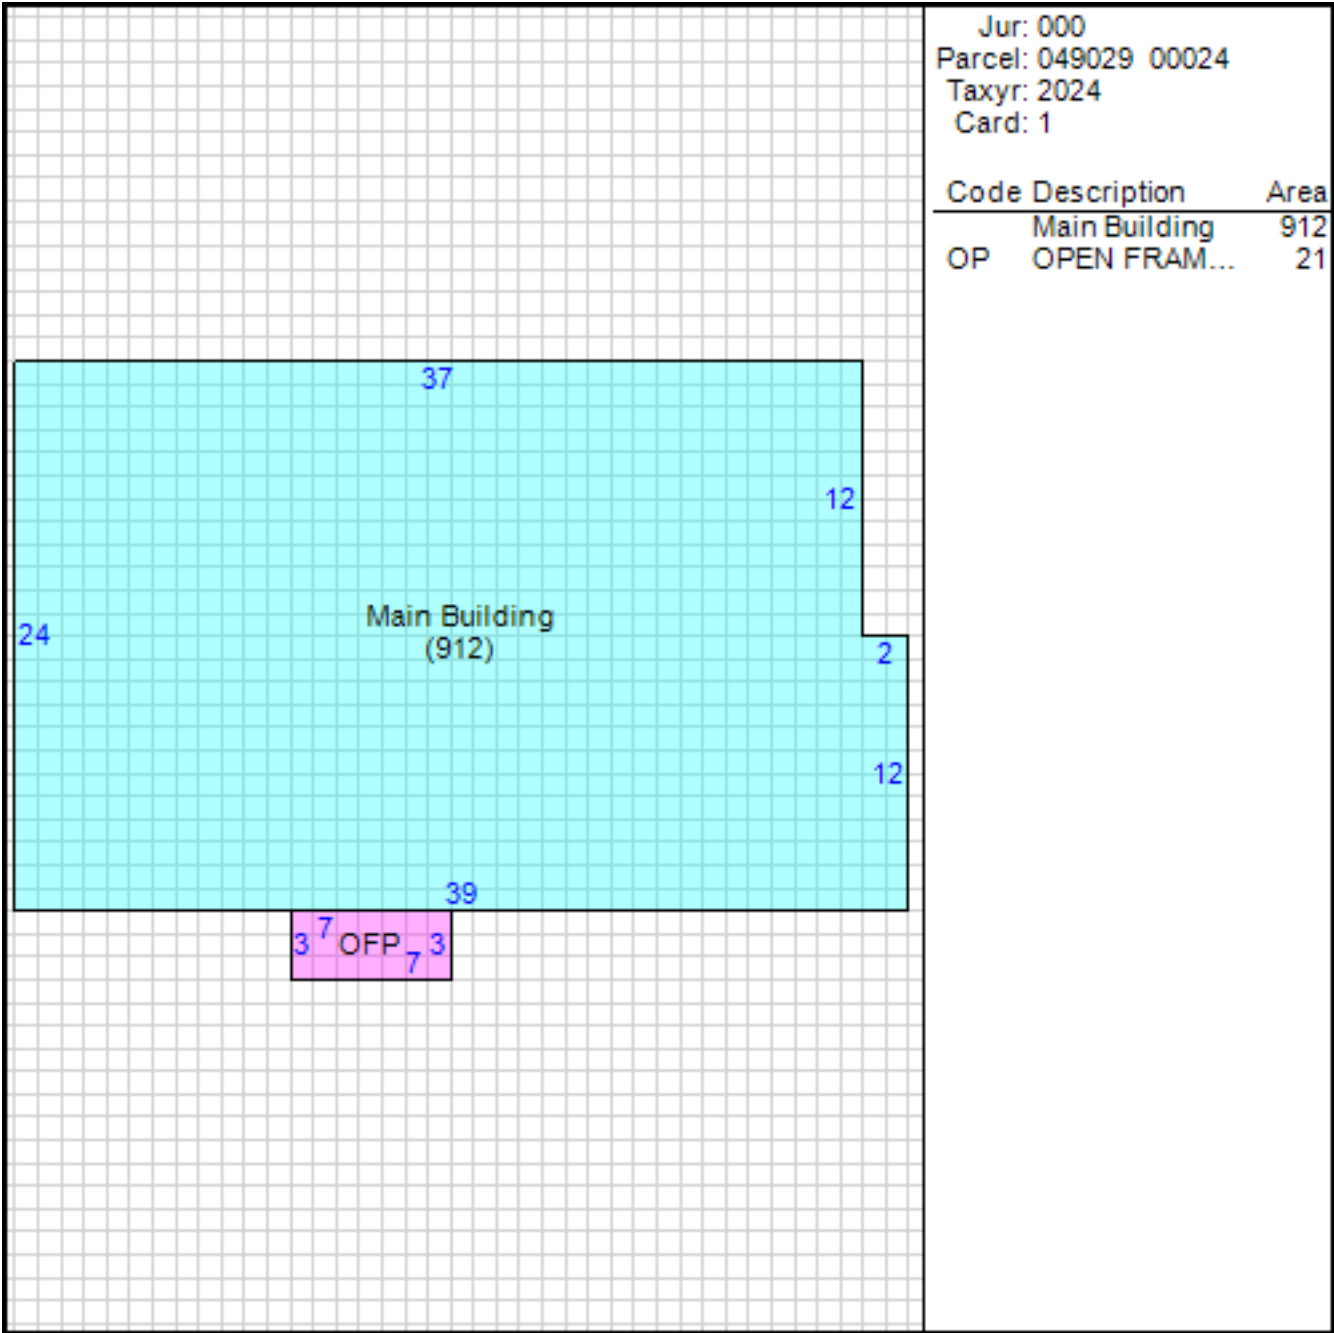 Jur: 000
Parcel: 049029 00024
Taxyr: 2024
Card: 1
Code Description Area
Main Building 912
OP OPEN FRAM... 21
37
12
Main Building
(912)
24
2
12
39
7
3 OFP 3
7